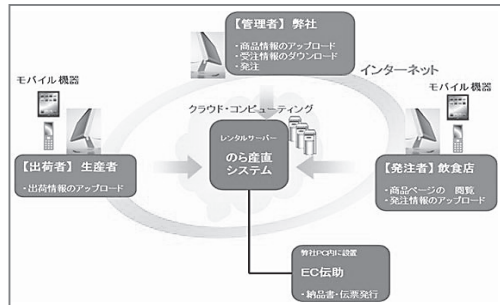 【管理者】弊社
・商品情報のアップロード
・受注情報のダウンロード
・発注
インターネット
モバイル機器
モバイル機器
クラウド・コンピューティング
レンタルサーバー
のら産直
システム
【出荷者】生産者
・出荷情報のアップロード
【発注者】飲食店
・商品ページの 閲覧
・発注情報のアップロード
弊社PC内に設置
EC伝助
・納品書・伝票発行